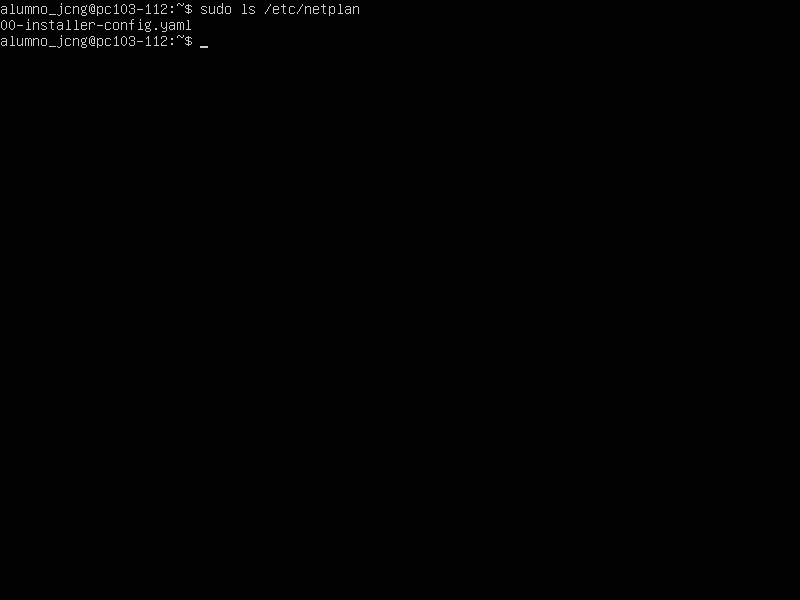 alumno_jcng@pc103-112:~$ sudo ls /etc/netplan
00-installer-config.yaml
alumno_jcng@pc103-112:~$ _